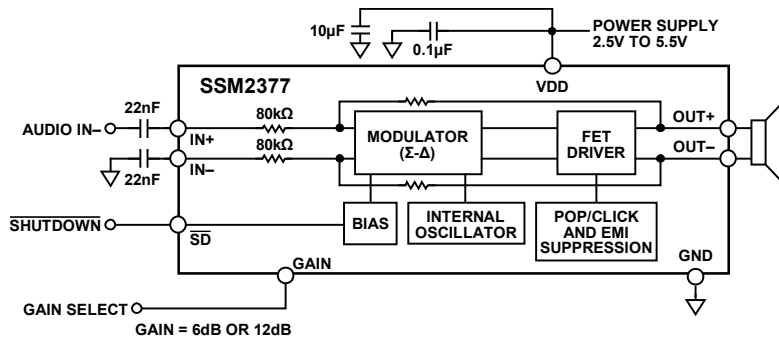 10µF
0.1µF
POWER SUPPLY
2.5V TO 5.5V
VDD
SSM2377
22nF
80kΩ
AUDIO IN–
IN+
MODULATOR
(Σ-Δ)
FET
DRIVER
OUT+
80kΩ
IN–
OUT–
22nF
SHUTDOWN
SD
BIAS
INTERNAL
OSCILLATOR
POP/CLICK
AND EMI
SUPPRESSION
GAIN
GND
GAIN SELECT
GAIN = 6dB OR 12dB